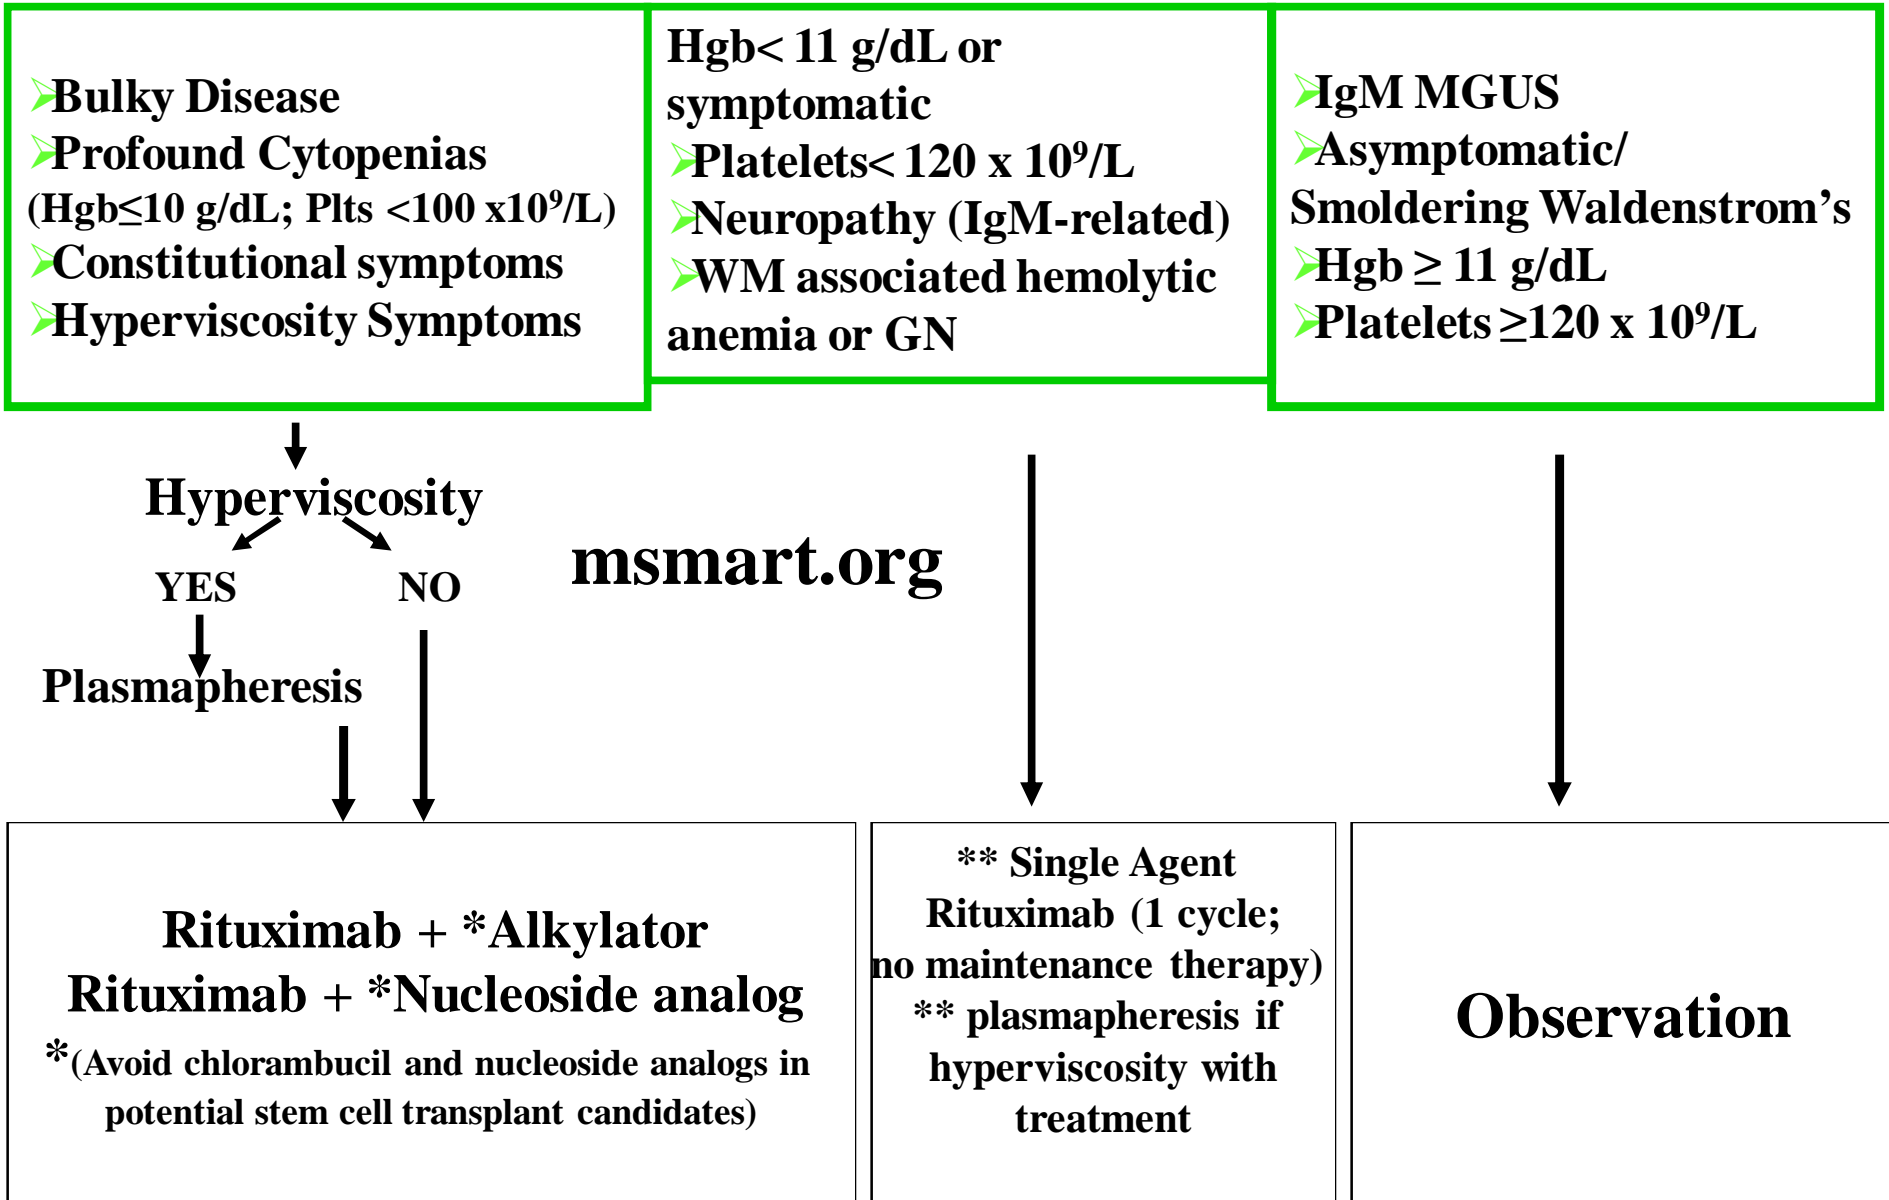 ➢Bulky Disease
➢Profound Cytopenias
(Hgb≤10 g/dL; Plts <100 x10⁹/L)
➢Constitutional symptoms
➢Hyperviscosity Symptoms
Hgb< 11 g/dL or
symptomatic
➢Platelets< 120 x 10⁹/L
➢Neuropathy (IgM-related)
➢WM associated hemolytic
anemia or GN
➢IgM MGUS
➢Asymptomatic/
Smoldering Waldenstrom’s
➢Hgb ≥ 11 g/dL
➢Platelets ≥120 x 10⁹/L
Hyperviscosity
YES
NO
Plasmapheresis
msmart.org
Rituximab + *Alkylator
Rituximab + *Nucleoside analog
*(Avoid chlorambucil and nucleoside analogs in
potential stem cell transplant candidates)
** Single Agent
Rituximab (1 cycle;
no maintenance therapy)
** plasmapheresis if
hyperviscosity with
treatment
Observation